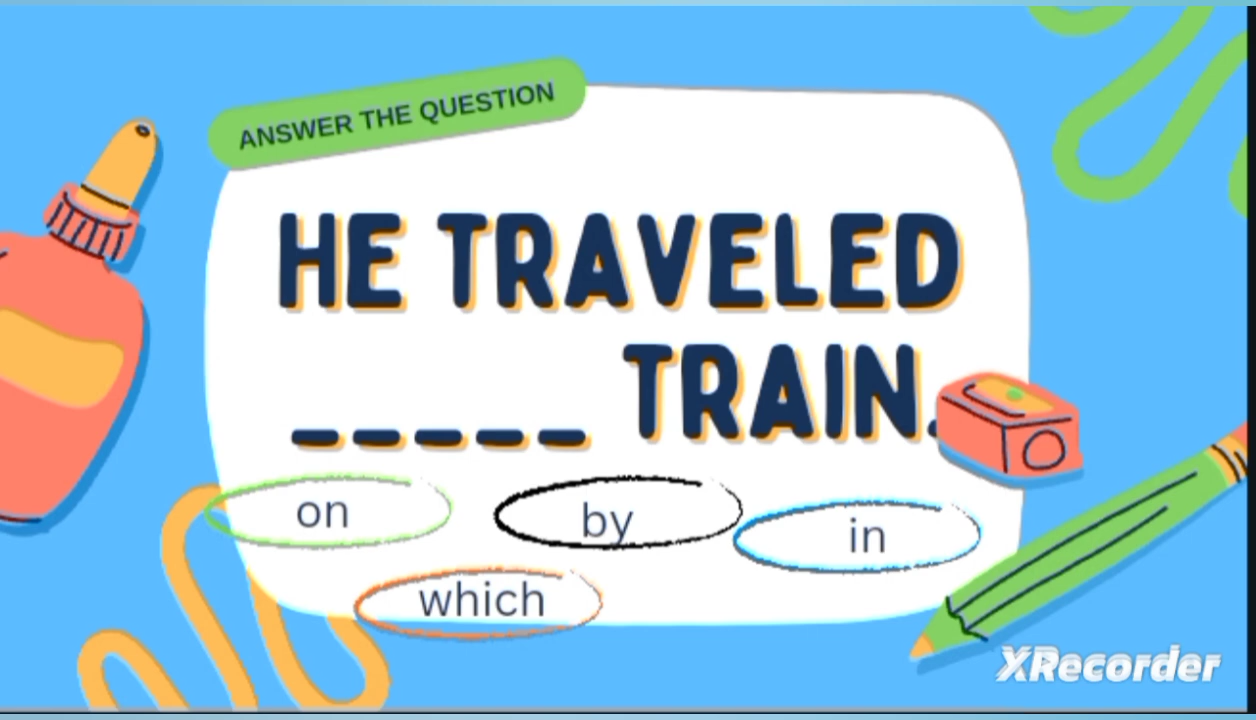 ANSWER THE QUESTION
HE TRAVELED
_____ TRAIN.
on
by
in
which
XRecorder